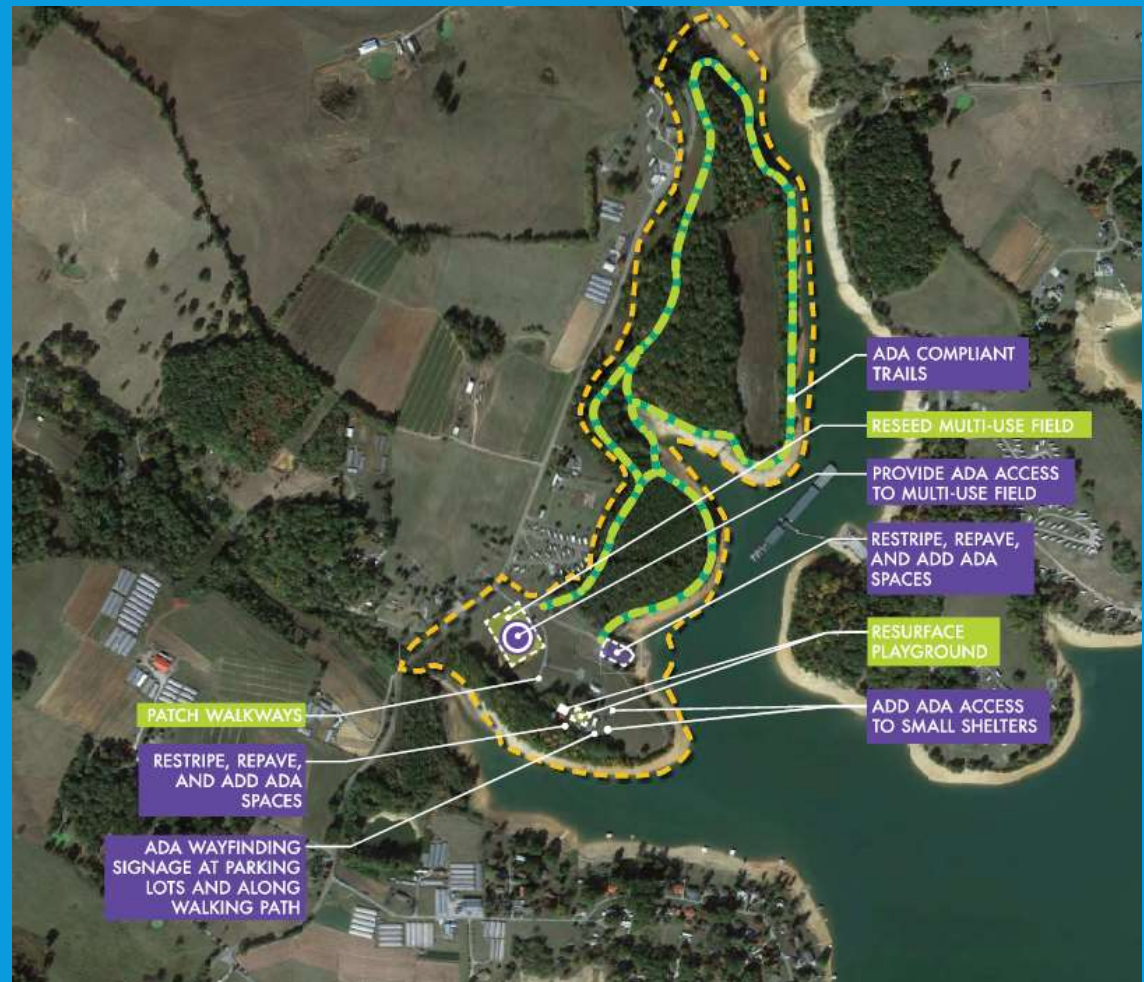 ADA COMPLIANT
TRAILS
RESEED MULTI-USE FIELD
PROVIDE ADA ACCESS
TO MULTI-USE FIELD
RESTRIPE, REPAVE,
AND ADD ADA
SPACES
RESURFACE
PLAYGROUND
ADD ADA ACCESS
TO SMALL SHELTERS
PATCH WALKWAYS
RESTRIPE, REPAVE,
AND ADD ADA
SPACES
ADA WAYFINDING
SIGNAGE AT PARKING
LOTS AND ALONG
WALKING PATH